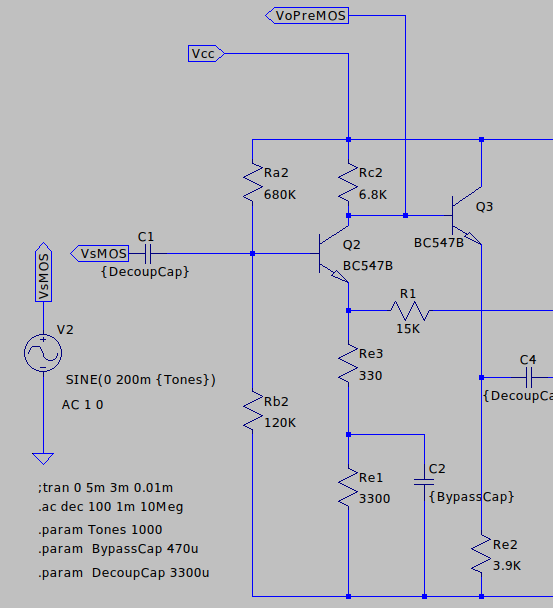 VoPreMOS
Vcc
Ra2
680K
Rc2
6.8K
Q3
BC547B
C1
VsMOS
{DecoupCap}
Q2
BC547B
VsMOS
R1
15K
V2
SINE(0 200m {Tones})
AC 1 0
Re3
330
C4
{DecoupCa
Rb2
120K
Re1
3300
C2
{BypassCap}
;tran 0 5m 3m 0.01m
.ac dec 100 1m 10Meg
.param Tones 1000
.param BypassCap 470u
.param DecoupCap 3300u
Re2
3.9K